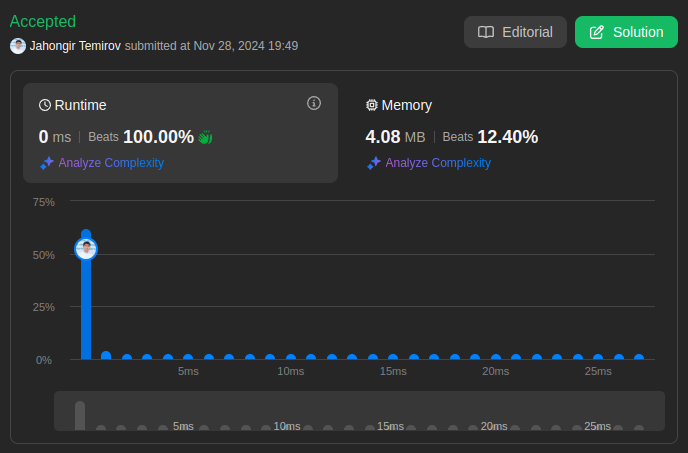 Accepted
Editorial
Solution
Jahongir Temirov submitted at Nov 28, 2024 19:49
Runtime
0 ms | Beats 100.00%
Analyze Complexity
Memory
4.08 MB | Beats 12.40%
Analyze Complexity
75%
50%
25%
0%
5ms 10ms 15ms 20ms 25ms
5ms 10ms 15ms 20ms 25ms